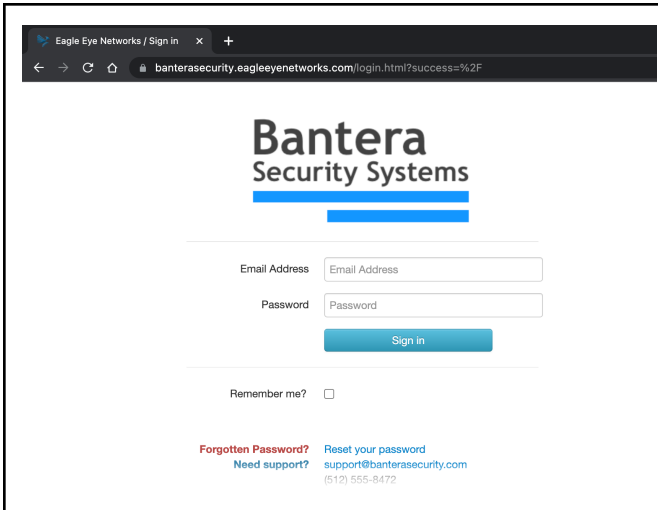 Eagle Eye Networks / Sign in
banterasecurity.eagleeyenetworks.com/login.html?success=%2F
Bantera
Security Systems
Email Address Email Address
Password Password
Sign in
Remember me?
Forgotten Password? Reset your password
Need support? support@banterasecurity.com
(512) 555-8472